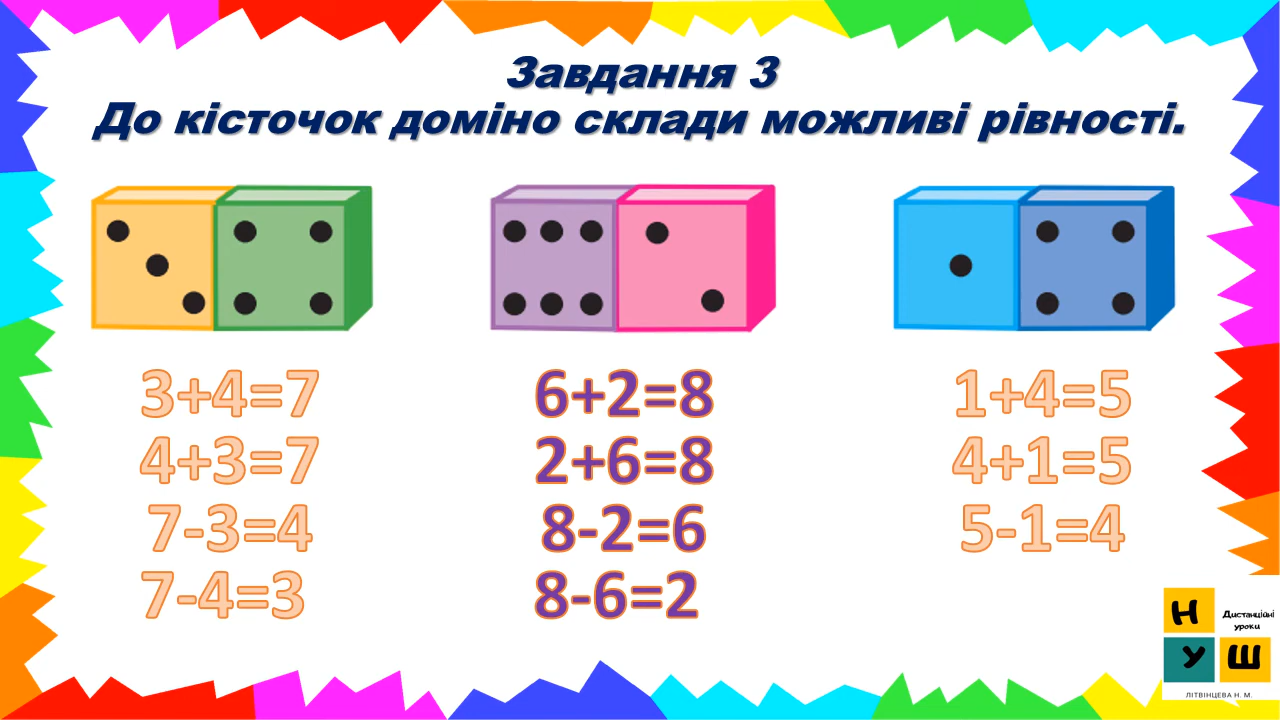 Завдання 3
До кісточок доміно склади можливі рівності.
3+4=7
4+3=7
7-3=4
7-4=3
6+2=8
2+6=8
8-2=6
8-6=2
1+4=5
4+1=5
5-1=4
Н
У Ш
Дистанційні
уроки
ЛІТВІНЦЕВА Н. М.